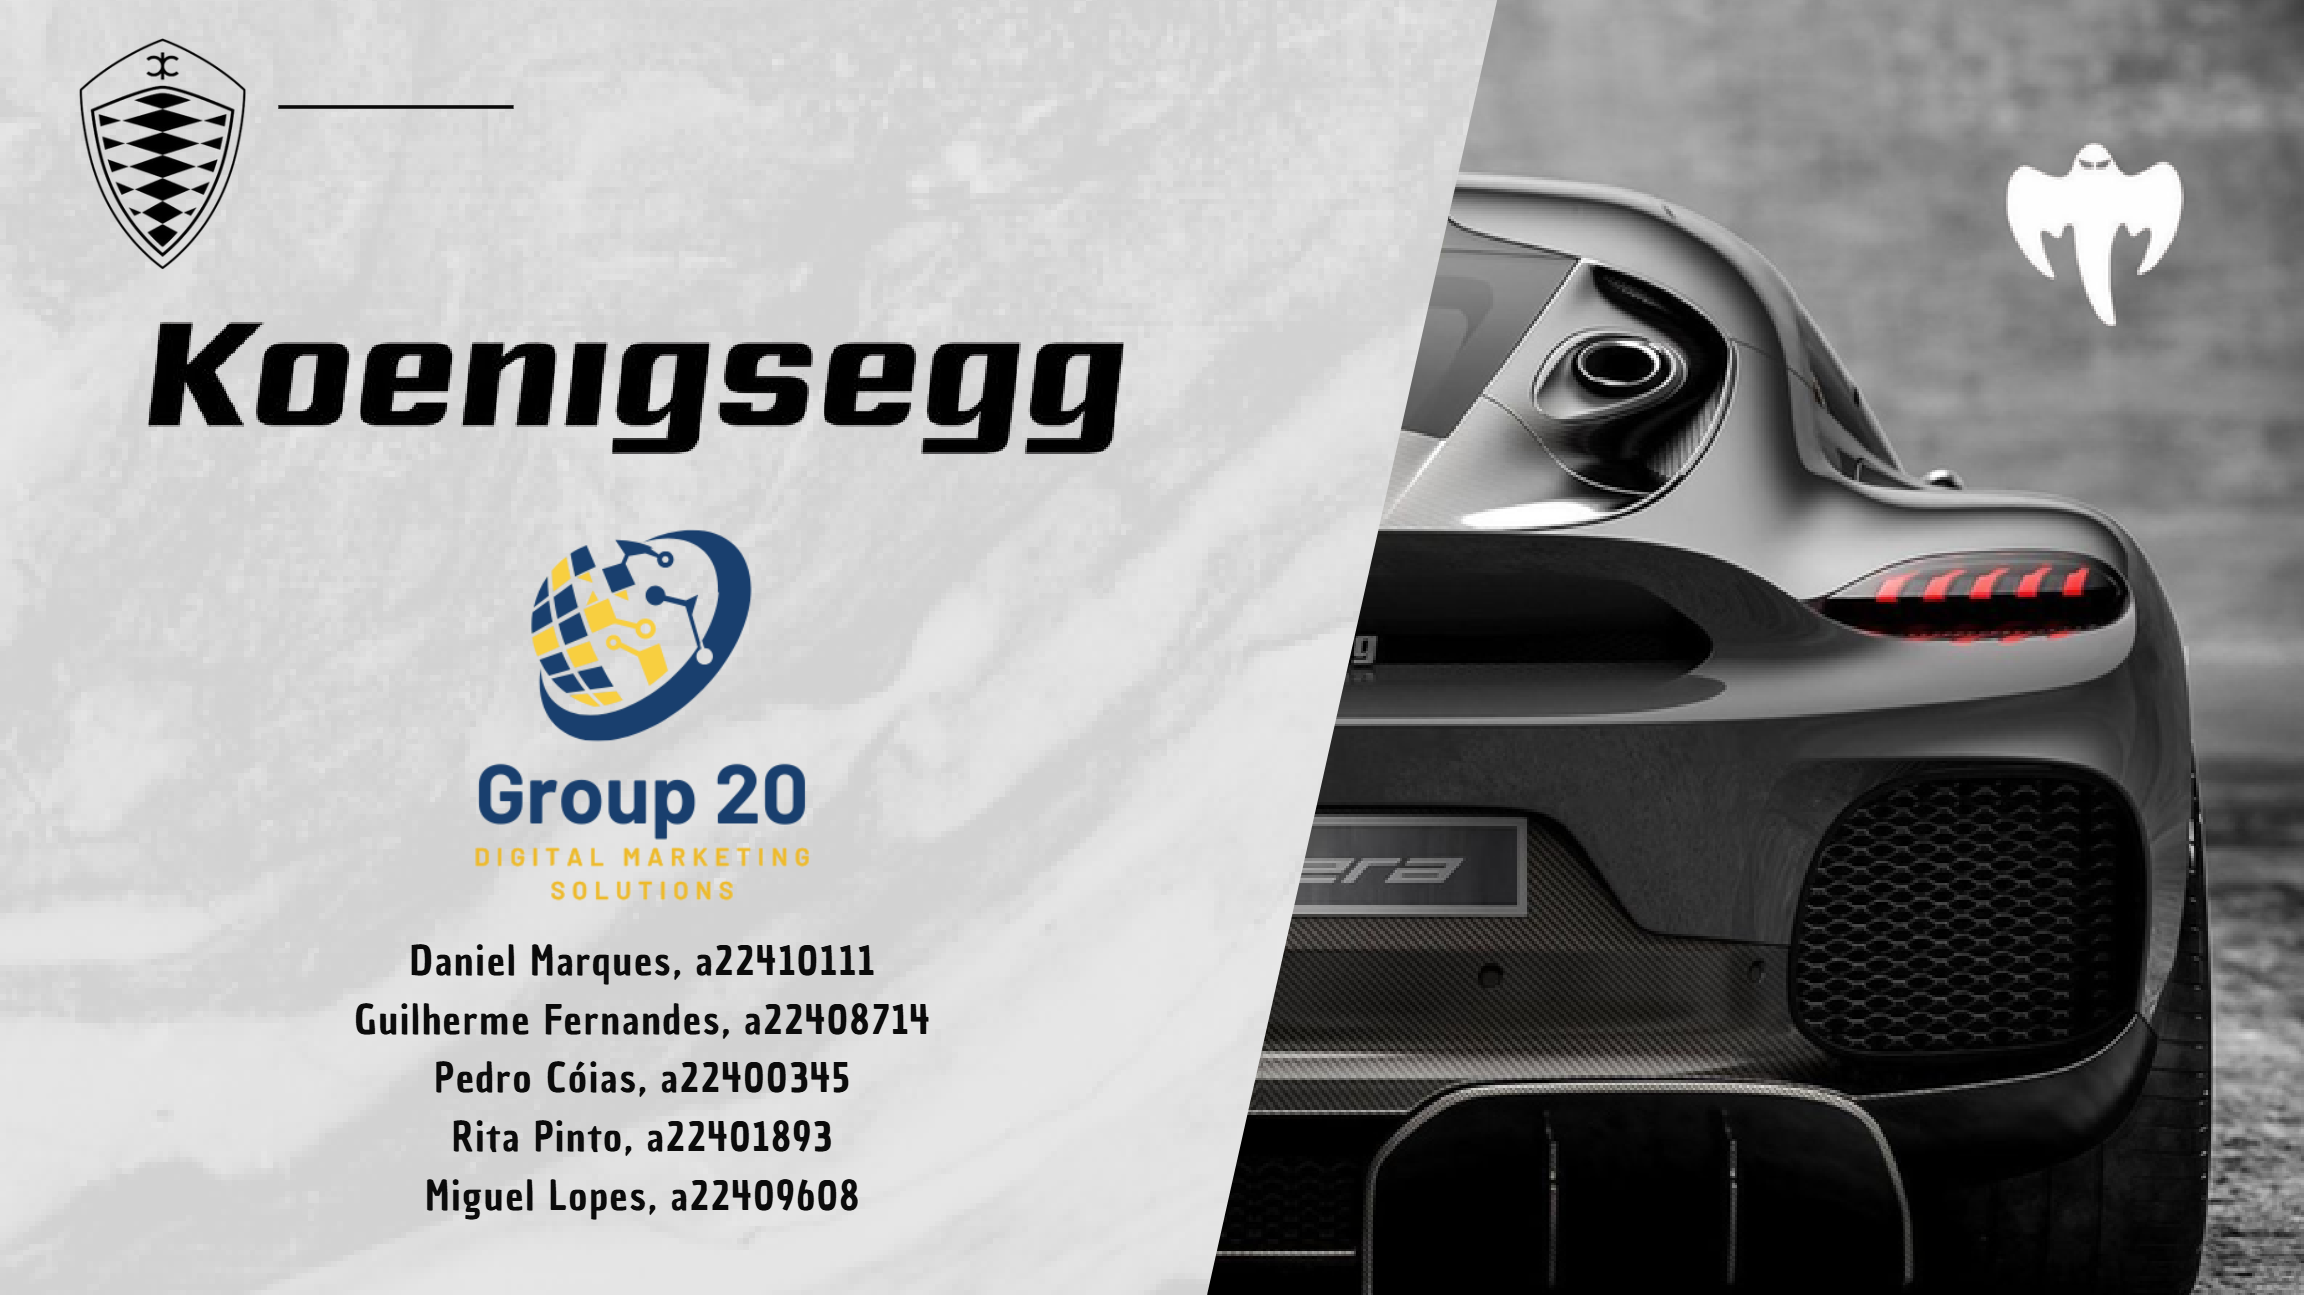 Koenigsegg
Group 20
DIGITAL MARKETING
SOLUTIONS
Daniel Marques, a22410111
Guilherme Fernandes, a22408714
Pedro Cóias, a22400345
Rita Pinto, a22401893
Miguel Lopes, a22409608
g
era